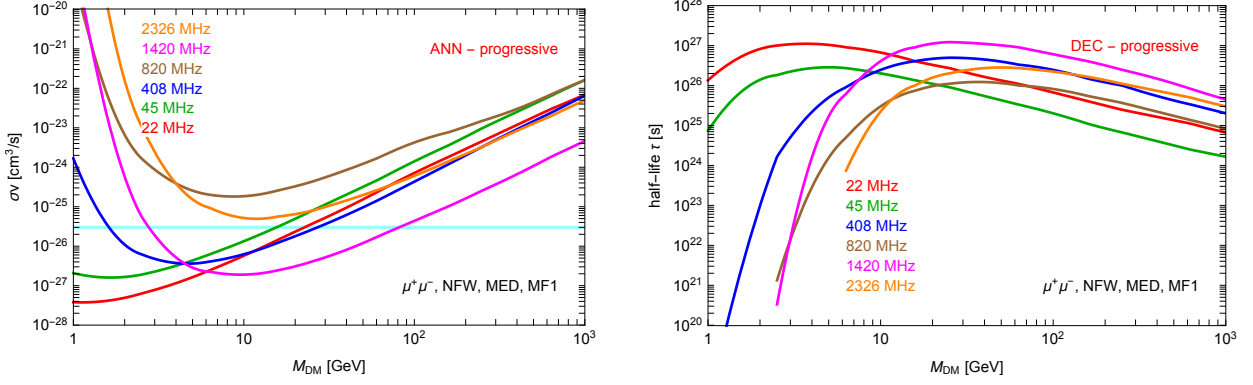 10⁻²⁰
10⁻²¹
10⁻²²
10⁻²³
10⁻²⁴
10⁻²⁵
10⁻²⁶
10⁻²⁷
10⁻²⁸
σv [cm³/s]
2326 MHz
1420 MHz
820 MHz
408 MHz
45 MHz
22 MHz
ANN – progressive
μ⁺μ⁻, NFW, MED, MF1
1
10
10²
10³
M_DM [GeV]
10²⁸
10²⁷
10²⁶
10²⁵
10²⁴
10²³
10²²
10²¹
10²⁰
half-life τ [s]
DEC – progressive
22 MHz
45 MHz
408 MHz
820 MHz
1420 MHz
2326 MHz
μ⁺μ⁻, NFW, MED, MF1
1
10
10²
10³
M_DM [GeV]